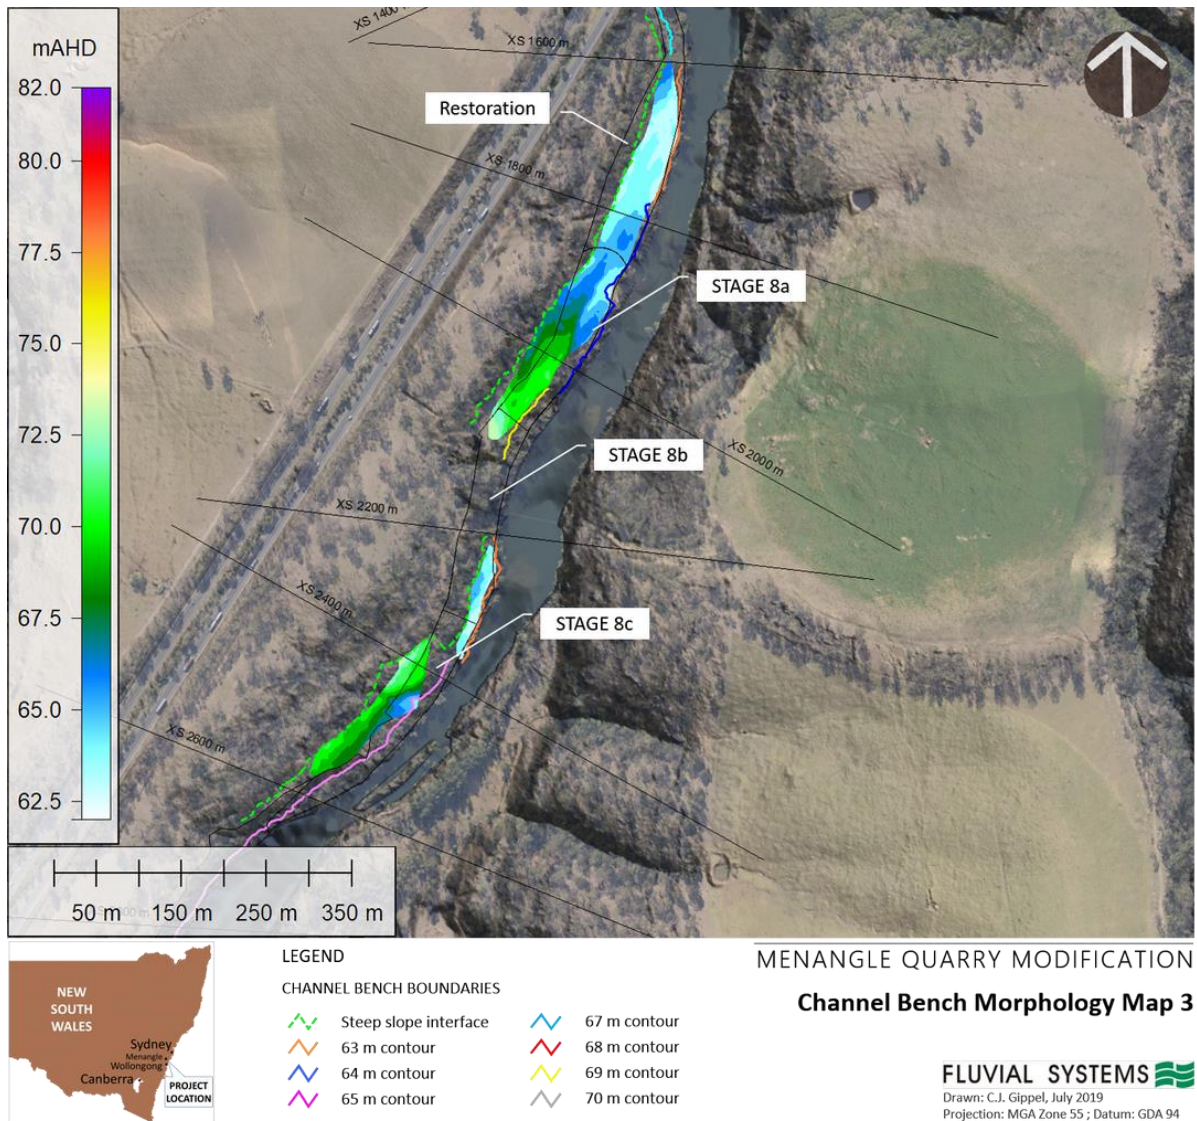 mAHD
82.0
80.0
77.5
75.0
72.5
70.0
67.5
65.0
62.5
XS 1400
XS 1600 m
Restoration
XS 1800 m
STAGE 8a
STAGE 8b
XS 2000 m
XS 2200 m
XS 2400 m
STAGE 8c
XS 2600 m
50 m 150 m 250 m 350 m
NEW
SOUTH
WALES
Sydney
Menangle
Wollongong
Canberra
PROJECT
LOCATION
LEGEND
CHANNEL BENCH BOUNDARIES
Steep slope interface
63 m contour
64 m contour
65 m contour
67 m contour
68 m contour
69 m contour
70 m contour
MENANGLE QUARRY MODIFICATION
Channel Bench Morphology Map 3
FLUVIAL SYSTEMS
Drawn: C.J. Gippel, July 2019
Projection: MGA Zone 55 ; Datum: GDA 94